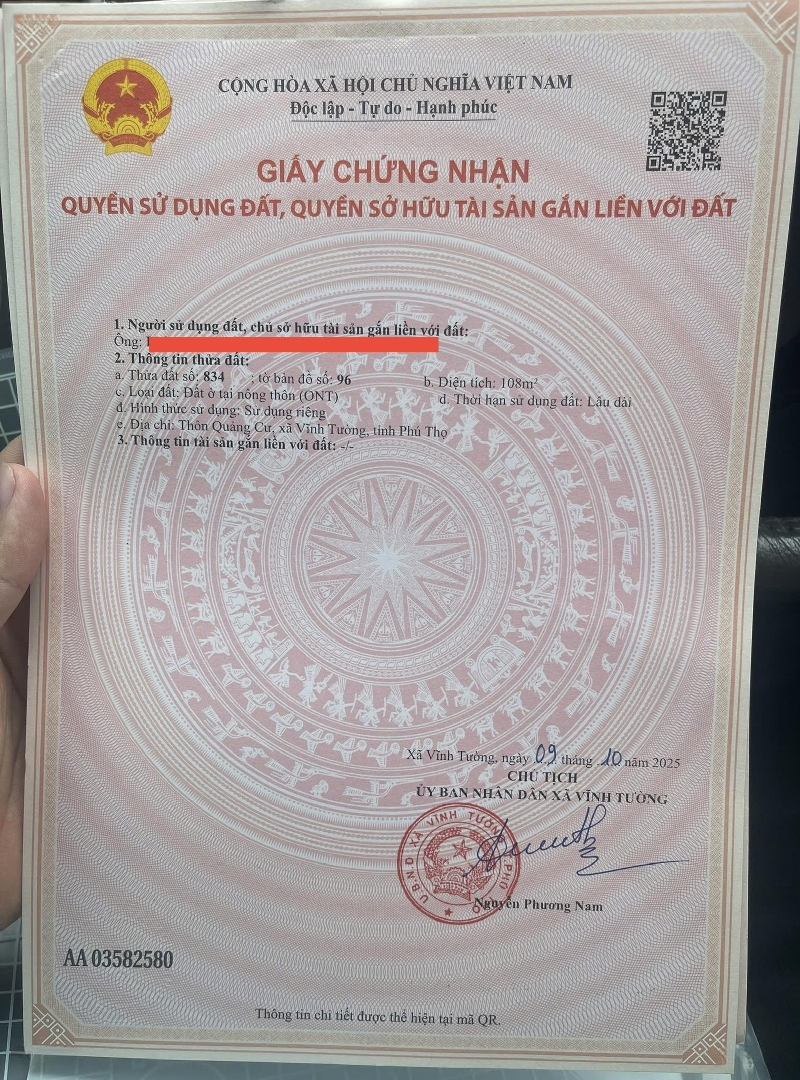 CỘNG HÒA XÃ HỘI CHỦ NGHĨA VIỆT NAM
Độc lập - Tự do - Hạnh phúc
GIẤY CHỨNG NHẬN
QUYỀN SỬ DỤNG ĐẤT, QUYỀN SỞ HỮU TÀI SẢN GẮN LIỀN VỚI ĐẤT
1. Người sử dụng đất, chủ sở hữu tài sản gắn liền với đất:
Ông:
2. Thông tin thửa đất:
a. Thửa đất số: 834 ; tờ bản đồ số: 96 b. Diện tích: 108m²
c. Loại đất: Đất ở tại nông thôn (ONT) d. Thời hạn sử dụng đất: Lâu dài
đ. Hình thức sử dụng: Sử dụng riêng
e. Địa chỉ: Thôn Quảng Cư, xã Vĩnh Tường, tỉnh Phú Thọ
3. Thông tin tài sản gắn liền với đất: -/-
Xã Vĩnh Tường, ngày 09 tháng 10 năm 2025
CHỦ TỊCH
ỦY BAN NHÂN DÂN XÃ VĨNH TƯỜNG
U.B.N.D XÃ VĨNH TƯỜNG
Nguyễn Phương Nam
AA 03582580
Thông tin chi tiết được thể hiện tại mã QR.